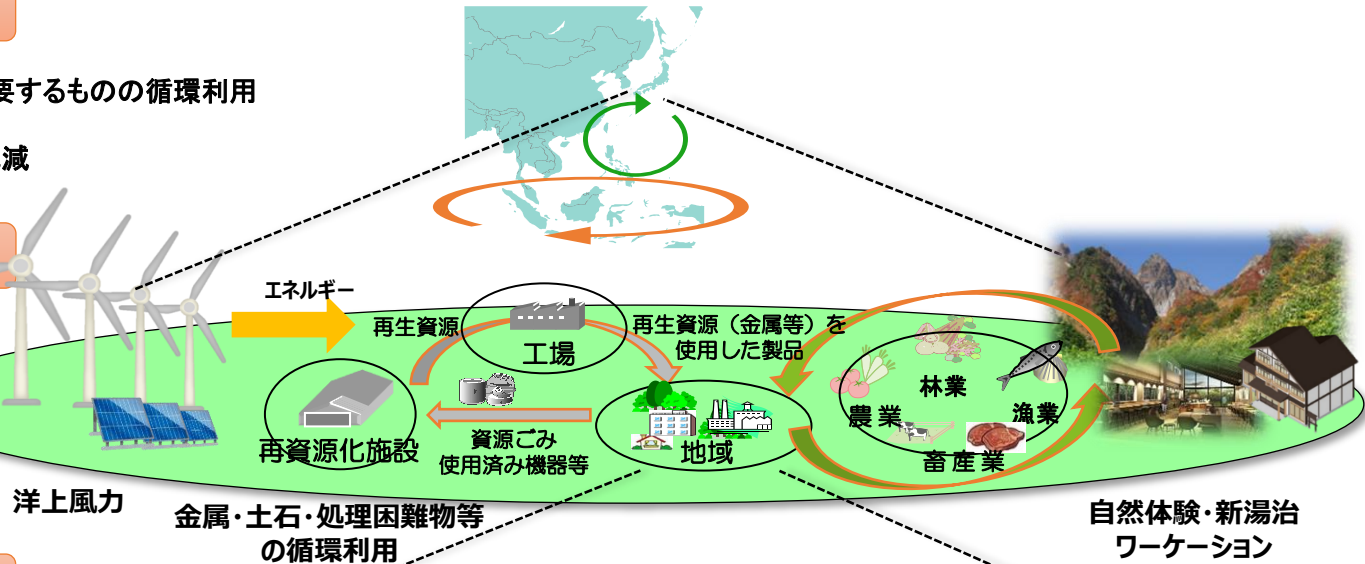 要するものの循環利用
減
エネルギー
再生資源
工場
再生資源（金属等）を
使用した製品
再資源化施設
資源ごみ
使用済み機器等
地域
林業
農業
漁業
畜産業
洋上風力
金属・土石・処理困難物等
の循環利用
自然体験・新湯治
ワーケーション